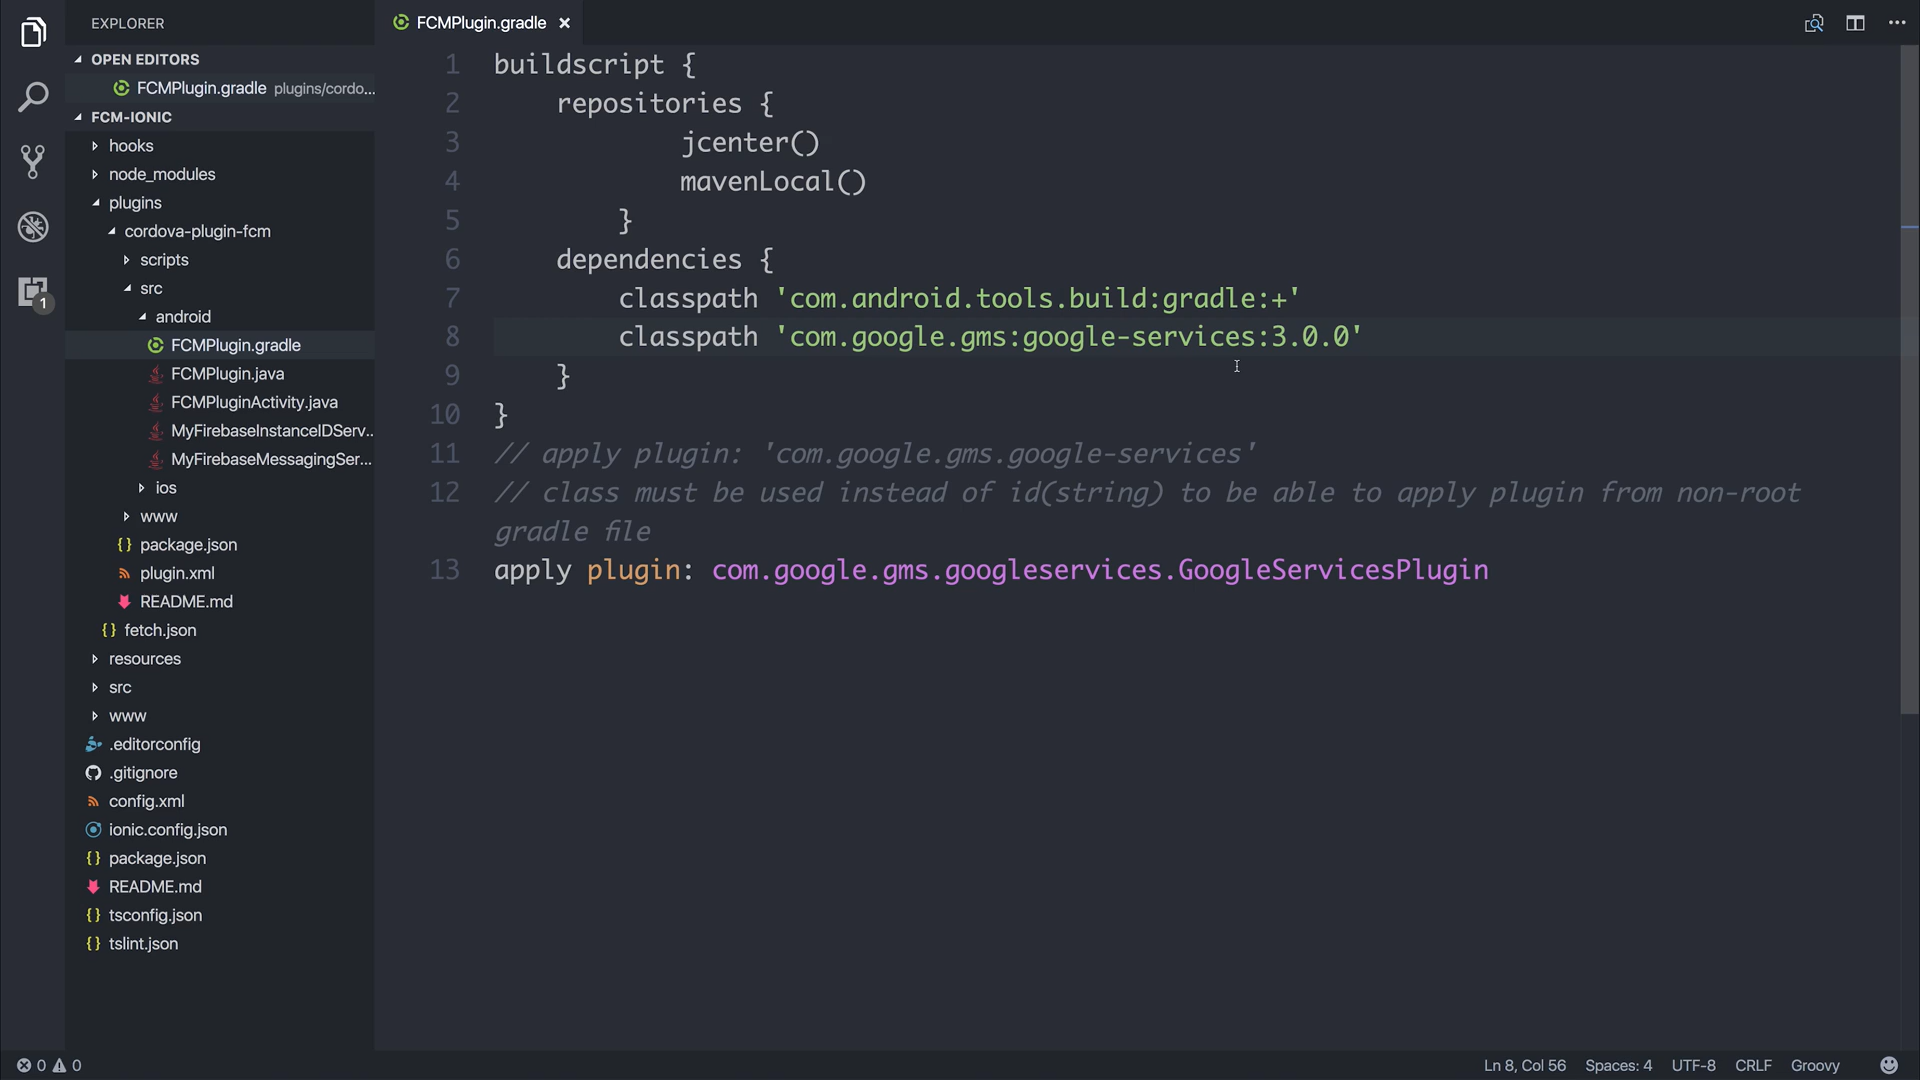 EXPLORER
OPEN EDITORS
FCMPlugin.gradle plugins/cordo...
FCM-IONIC
hooks
node_modules
plugins
cordova-plugin-fcm
scripts
src
android
FCMPlugin.gradle
FCMPlugin.java
FCMPluginActivity.java
MyFirebaseInstanceIDServ...
MyFirebaseMessagingSer...
ios
www
package.json
plugin.xml
README.md
fetch.json
resources
src
www
.editorconfig
.gitignore
config.xml
ionic.config.json
package.json
README.md
tsconfig.json
tslint.json
1
FCMPlugin.gradle
1 buildscript {
2 repositories {
3 jcenter()
4 mavenLocal()
5 }
6 dependencies {
7 classpath 'com.android.tools.build:gradle:+'
8 classpath 'com.google.gms:google-services:3.0.0'
9 }
10 }
11 // apply plugin: 'com.google.gms.google-services'
12 // class must be used instead of id(string) to be able to apply plugin from non-root
gradle file
13 apply plugin: com.google.gms.googleservices.GoogleServicesPlugin
0 0
Ln 8, Col 56 Spaces: 4 UTF-8 CRLF Groovy